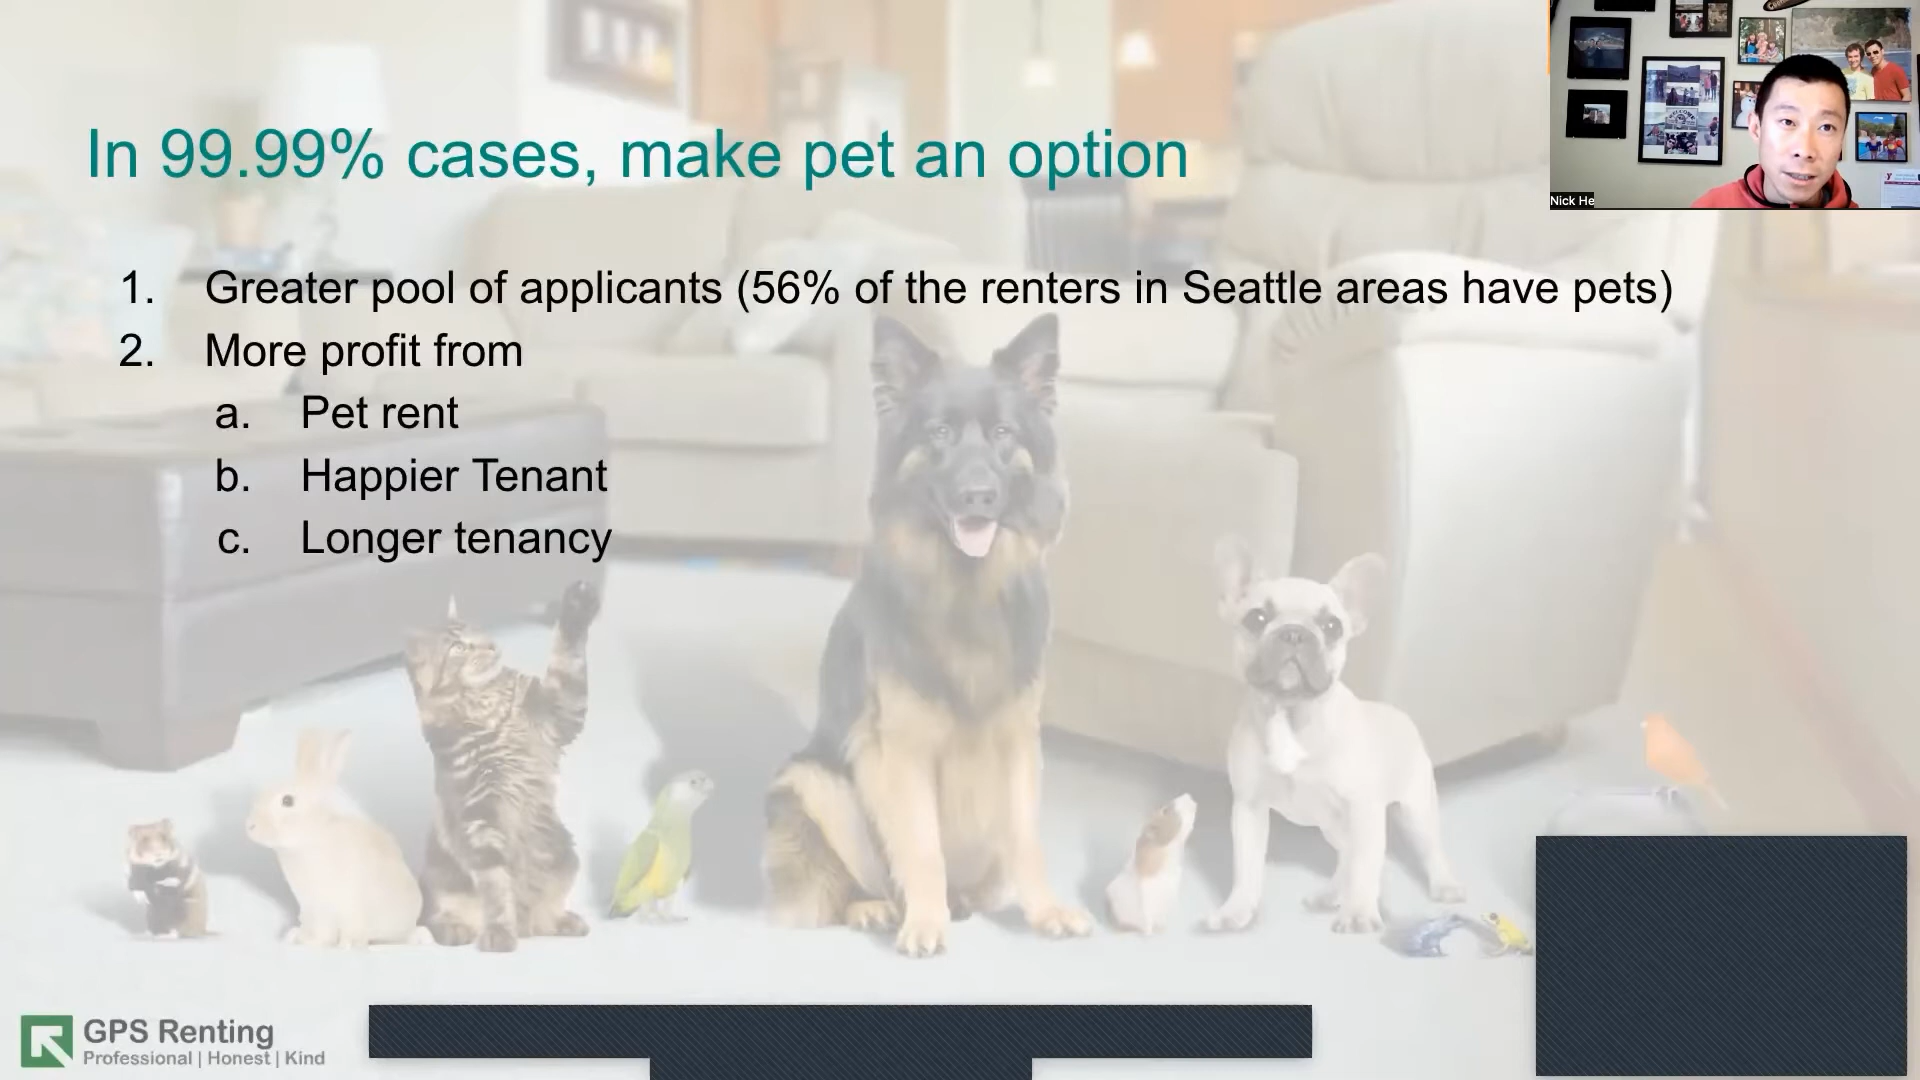 In 99.99% cases, make pet an option
Nick He
1. Greater pool of applicants (56% of the renters in Seattle areas have pets)
2. More profit from
a. Pet rent
b. Happier Tenant
c. Longer tenancy
GPS Renting
Professional | Honest | Kind